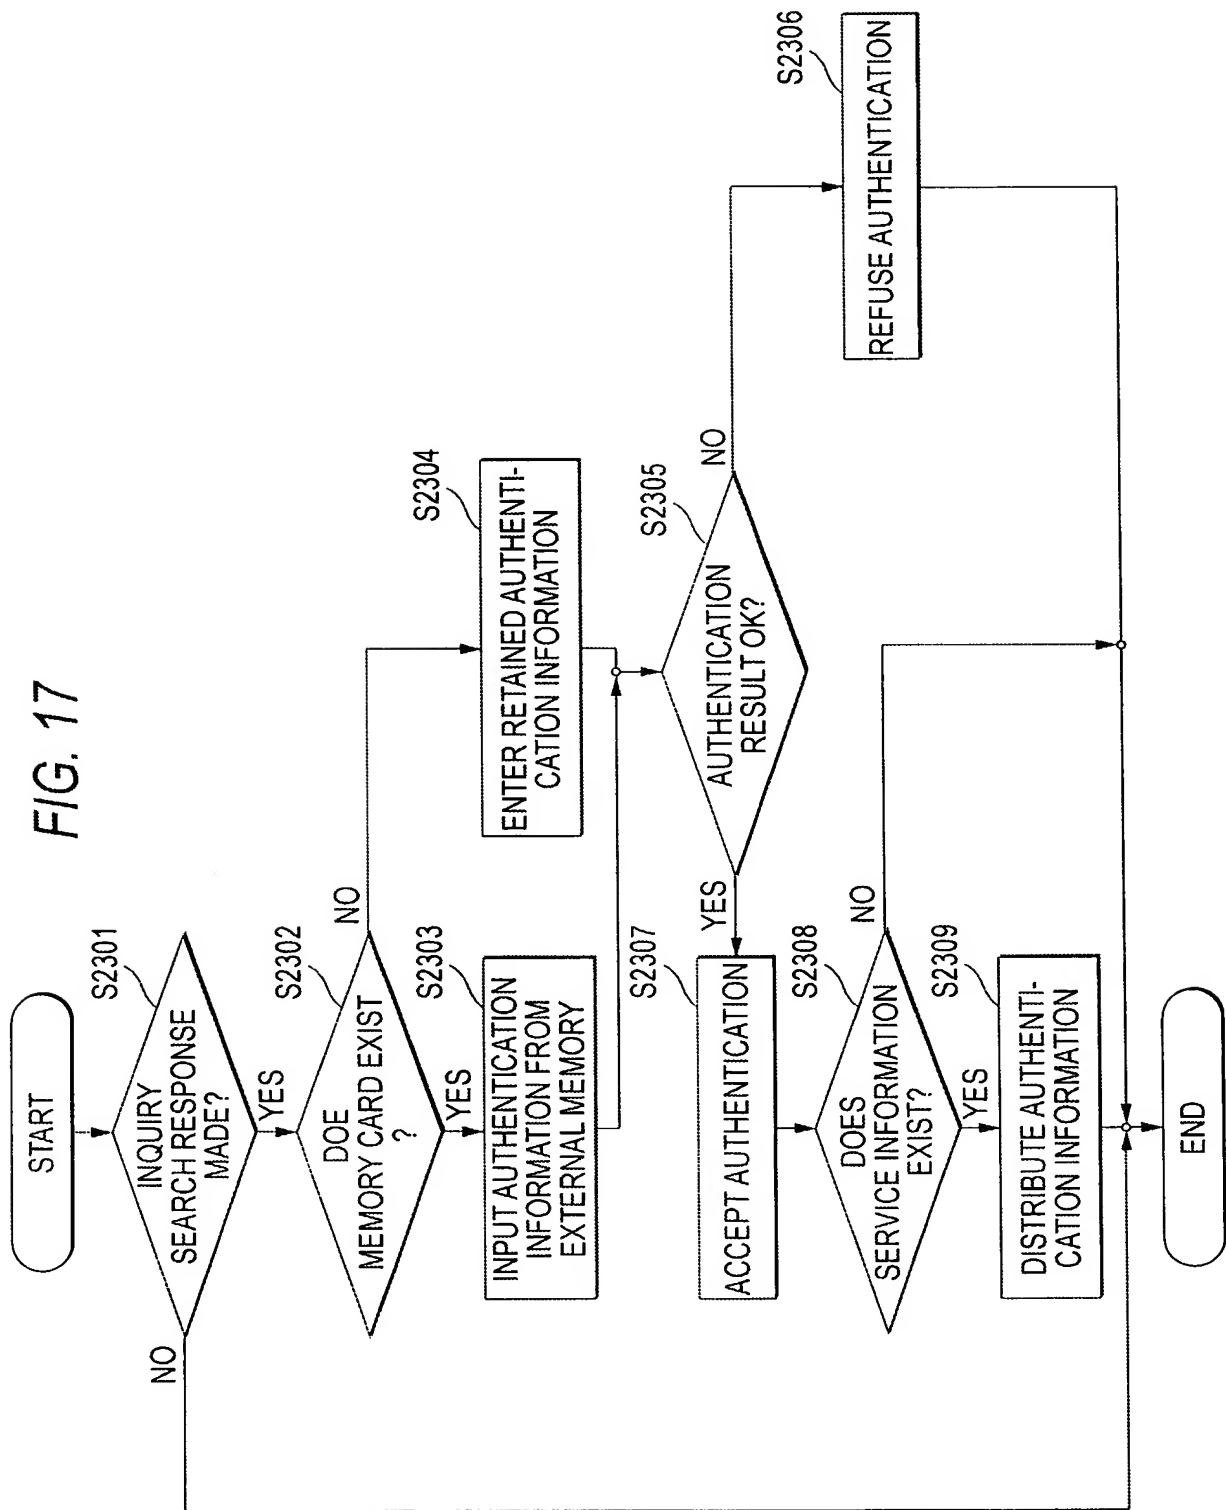 FIG. 17
START
S2301
INQUIRY
SEARCH RESPONSE
MADE?
NO
YES
S2302
DOE
MEMORY CARD EXIST
?
NO
YES
S2303
INPUT AUTHENTICATION
INFORMATION FROM
EXTERNAL MEMORY
S2304
ENTER RETAINED AUTHENTI-
CATION INFORMATION
S2305
AUTHENTICATION
RESULT OK?
NO
YES
S2306
REFUSE AUTHENTICATION
S2307
ACCEPT AUTHENTICATION
S2308
DOES
SERVICE INFORMATION
EXIST?
NO
YES
S2309
DISTRIBUTE AUTHENTI-
CATION INFORMATION
END